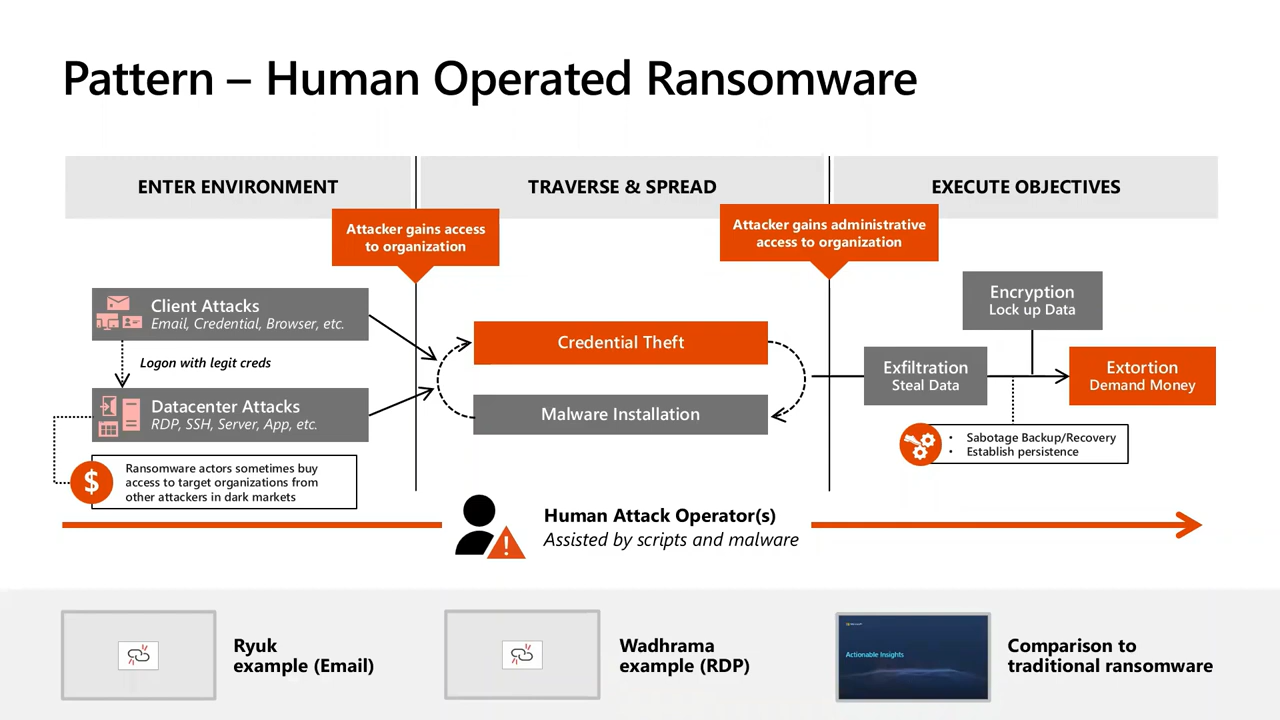 Pattern – Human Operated Ransomware
ENTER ENVIRONMENT
TRAVERSE & SPREAD
EXECUTE OBJECTIVES
Attacker gains access
to organization
Attacker gains administrative
access to organization
Client Attacks
Email, Credential, Browser, etc.
Logon with legit creds
Datacenter Attacks
RDP, SSH, Server, App, etc.
$
Ransomware actors sometimes buy
access to target organizations from
other attackers in dark markets
Credential Theft
Malware Installation
Encryption
Lock up Data
Exfiltration
Steal Data
Extortion
Demand Money
• Sabotage Backup/Recovery
• Establish persistence
Human Attack Operator(s)
Assisted by scripts and malware
Ryuk
example (Email)
Wadhrama
example (RDP)
Actionable Insights
Comparison to
traditional ransomware